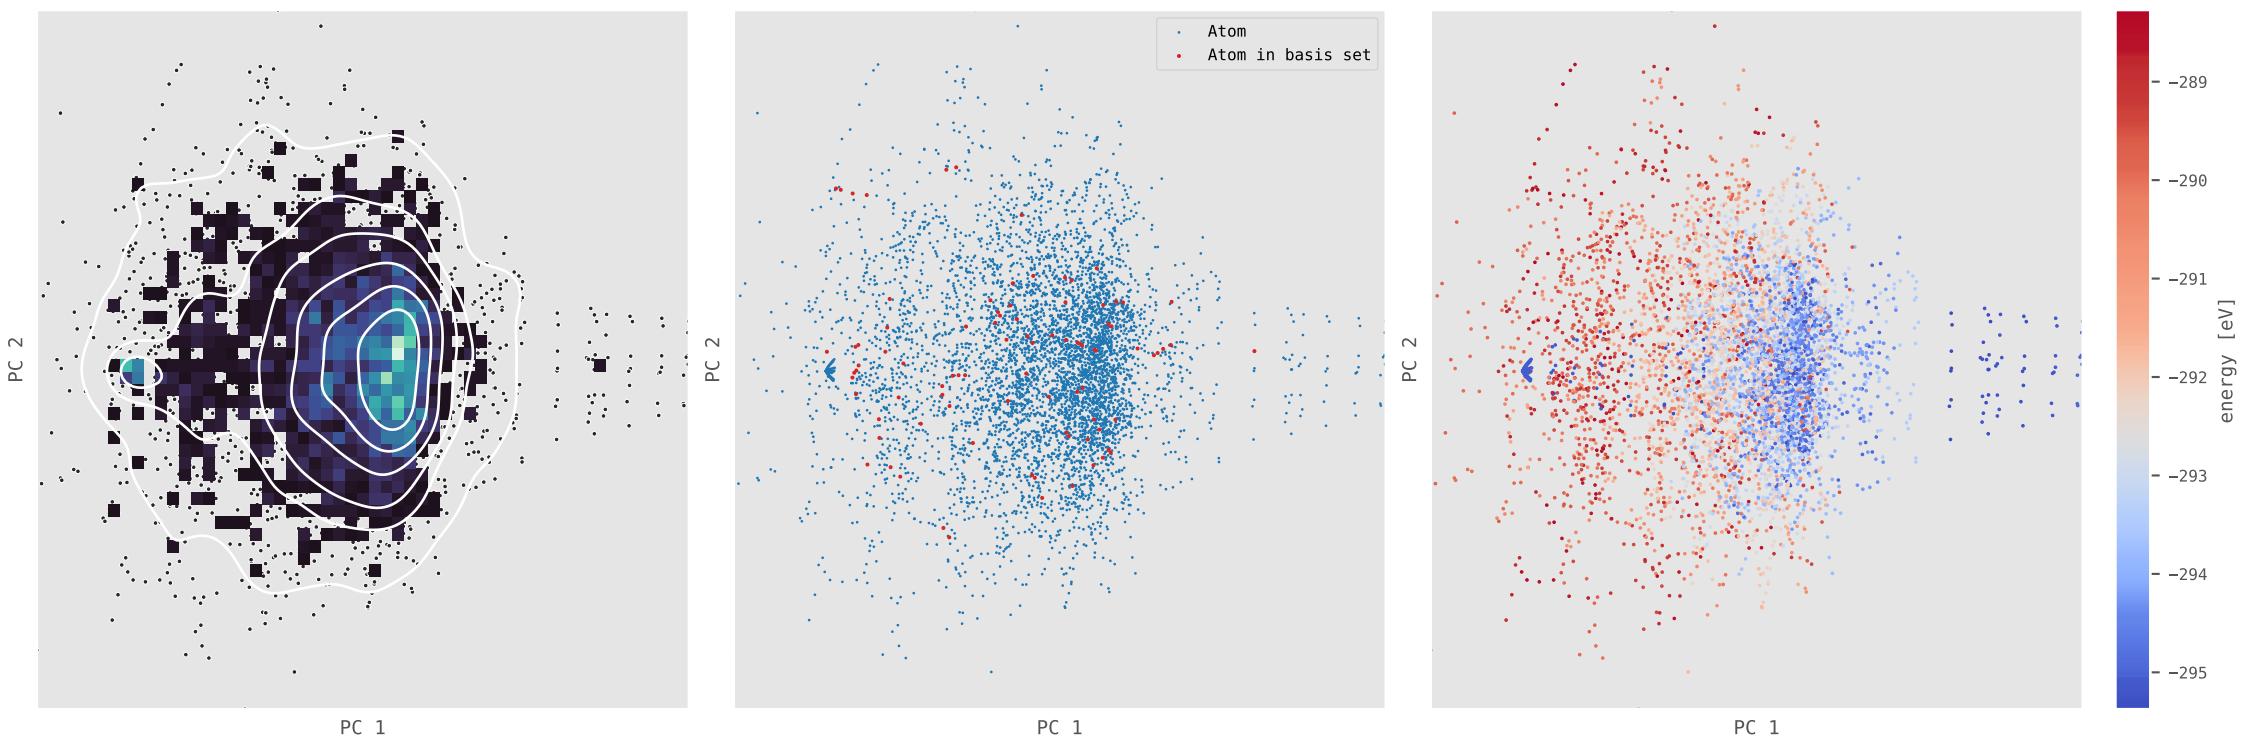 PC 2
PC 1
PC 2
Atom
Atom in basis set
PC 1
PC 2
PC 1
−289
−290
−291
−292
−293
−294
−295
energy [eV]